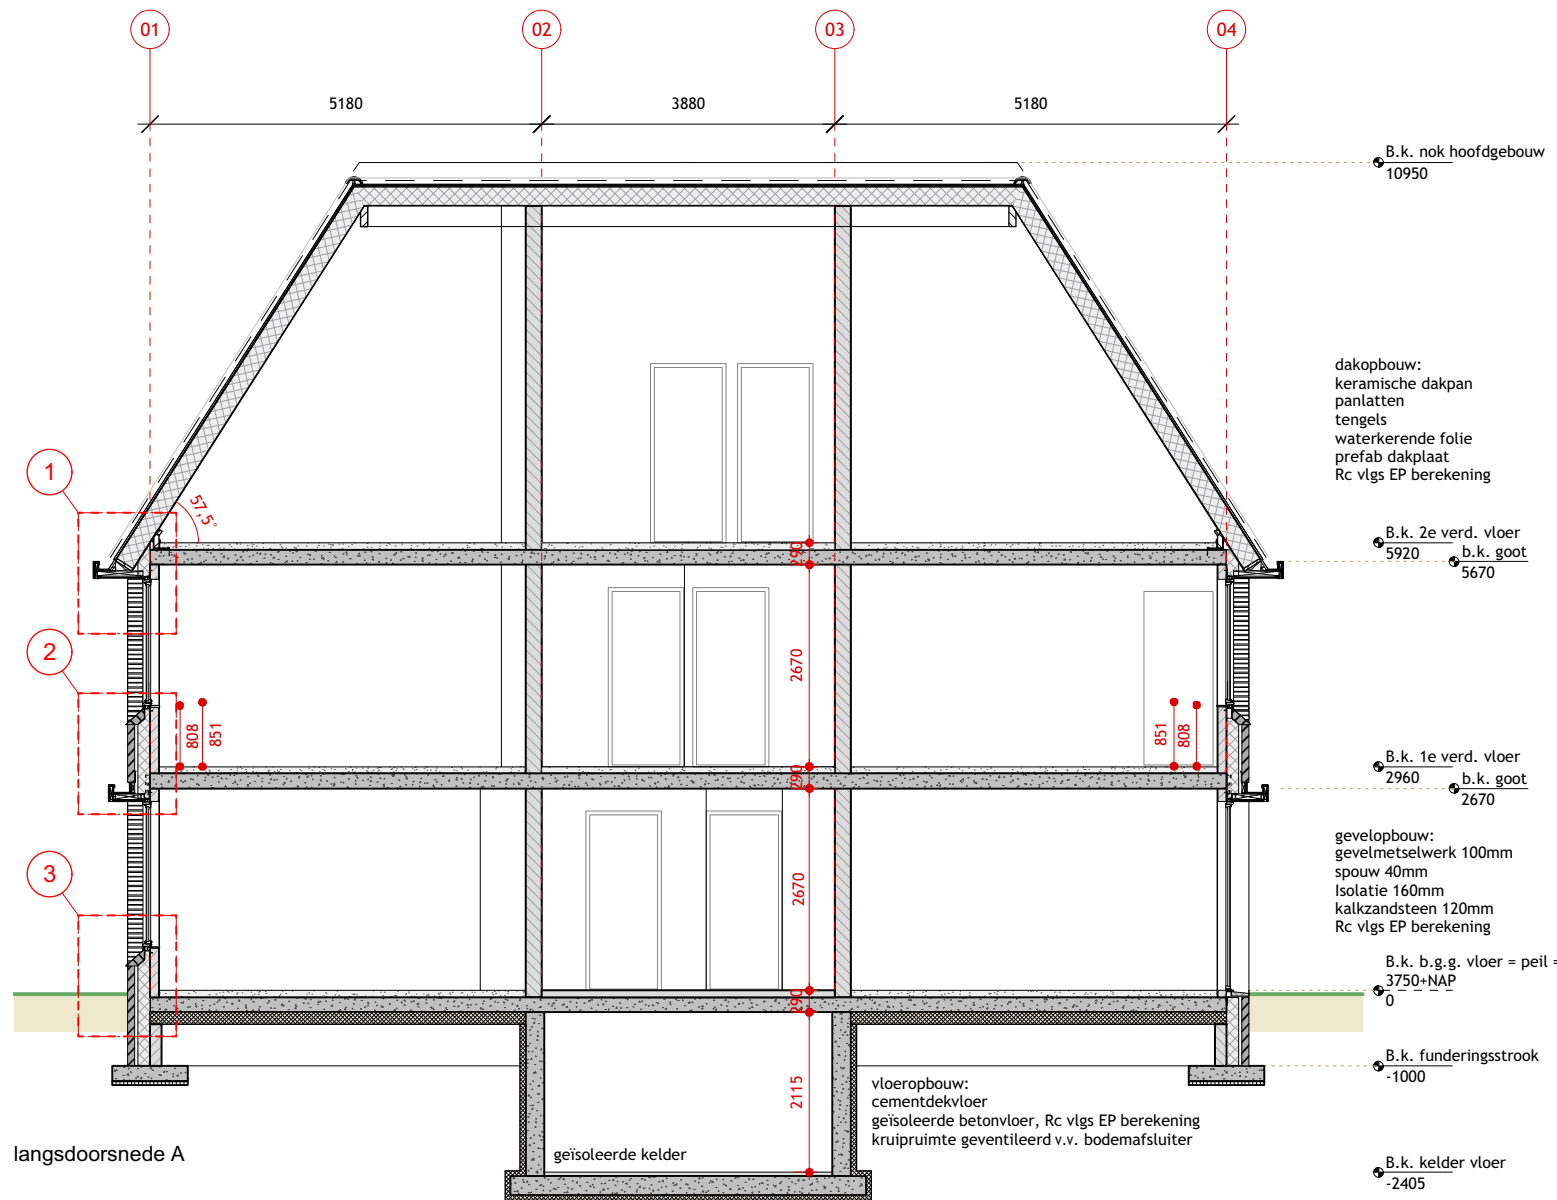 01
02
03
04
5180
3880
5180
B.k. nok hoofdgebouw
10950
dakopbouw:
keramische dakpan
panlatten
tengels
waterkerende folie
prefab dakplaat
Rc vlgs EP berekening
1
57,5°
B.k. 2e verd. vloer
5920
b.k. goot
5670
290
2670
2
808
851
851
808
B.k. 1e verd. vloer
2960
b.k. goot
2670
290
gevelopbouw:
gevelmetselwerk 100mm
spouw 40mm
Isolatie 160mm
kalkzandsteen 120mm
Rc vlgs EP berekening
2670
3
B.k. b.g.g. vloer = peil =
3750+NAP
0
290
B.k. funderingsstrook
-1000
2115
vloeropbouw:
cementdekvloer
geïsoleerde betonvloer, Rc vlgs EP berekening
kruipruimte geventileerd v.v. bodemafsluiter
langsdoorsnede A
geïsoleerde kelder
B.k. kelder vloer
-2405